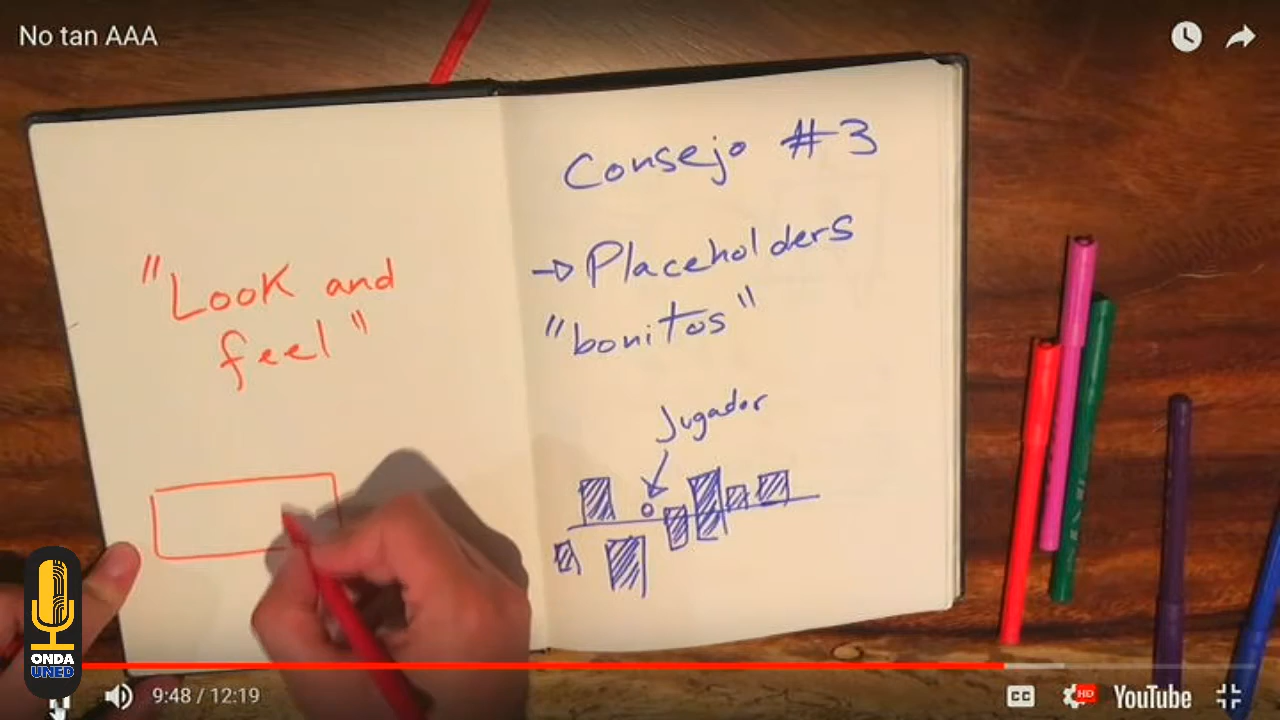 No tan AAA
"Look and
feel"
Consejo #3
Placeholders
"bonitos"
Jugador
ONDA
UNED
9:48 / 12:19
CC
HD
YouTube